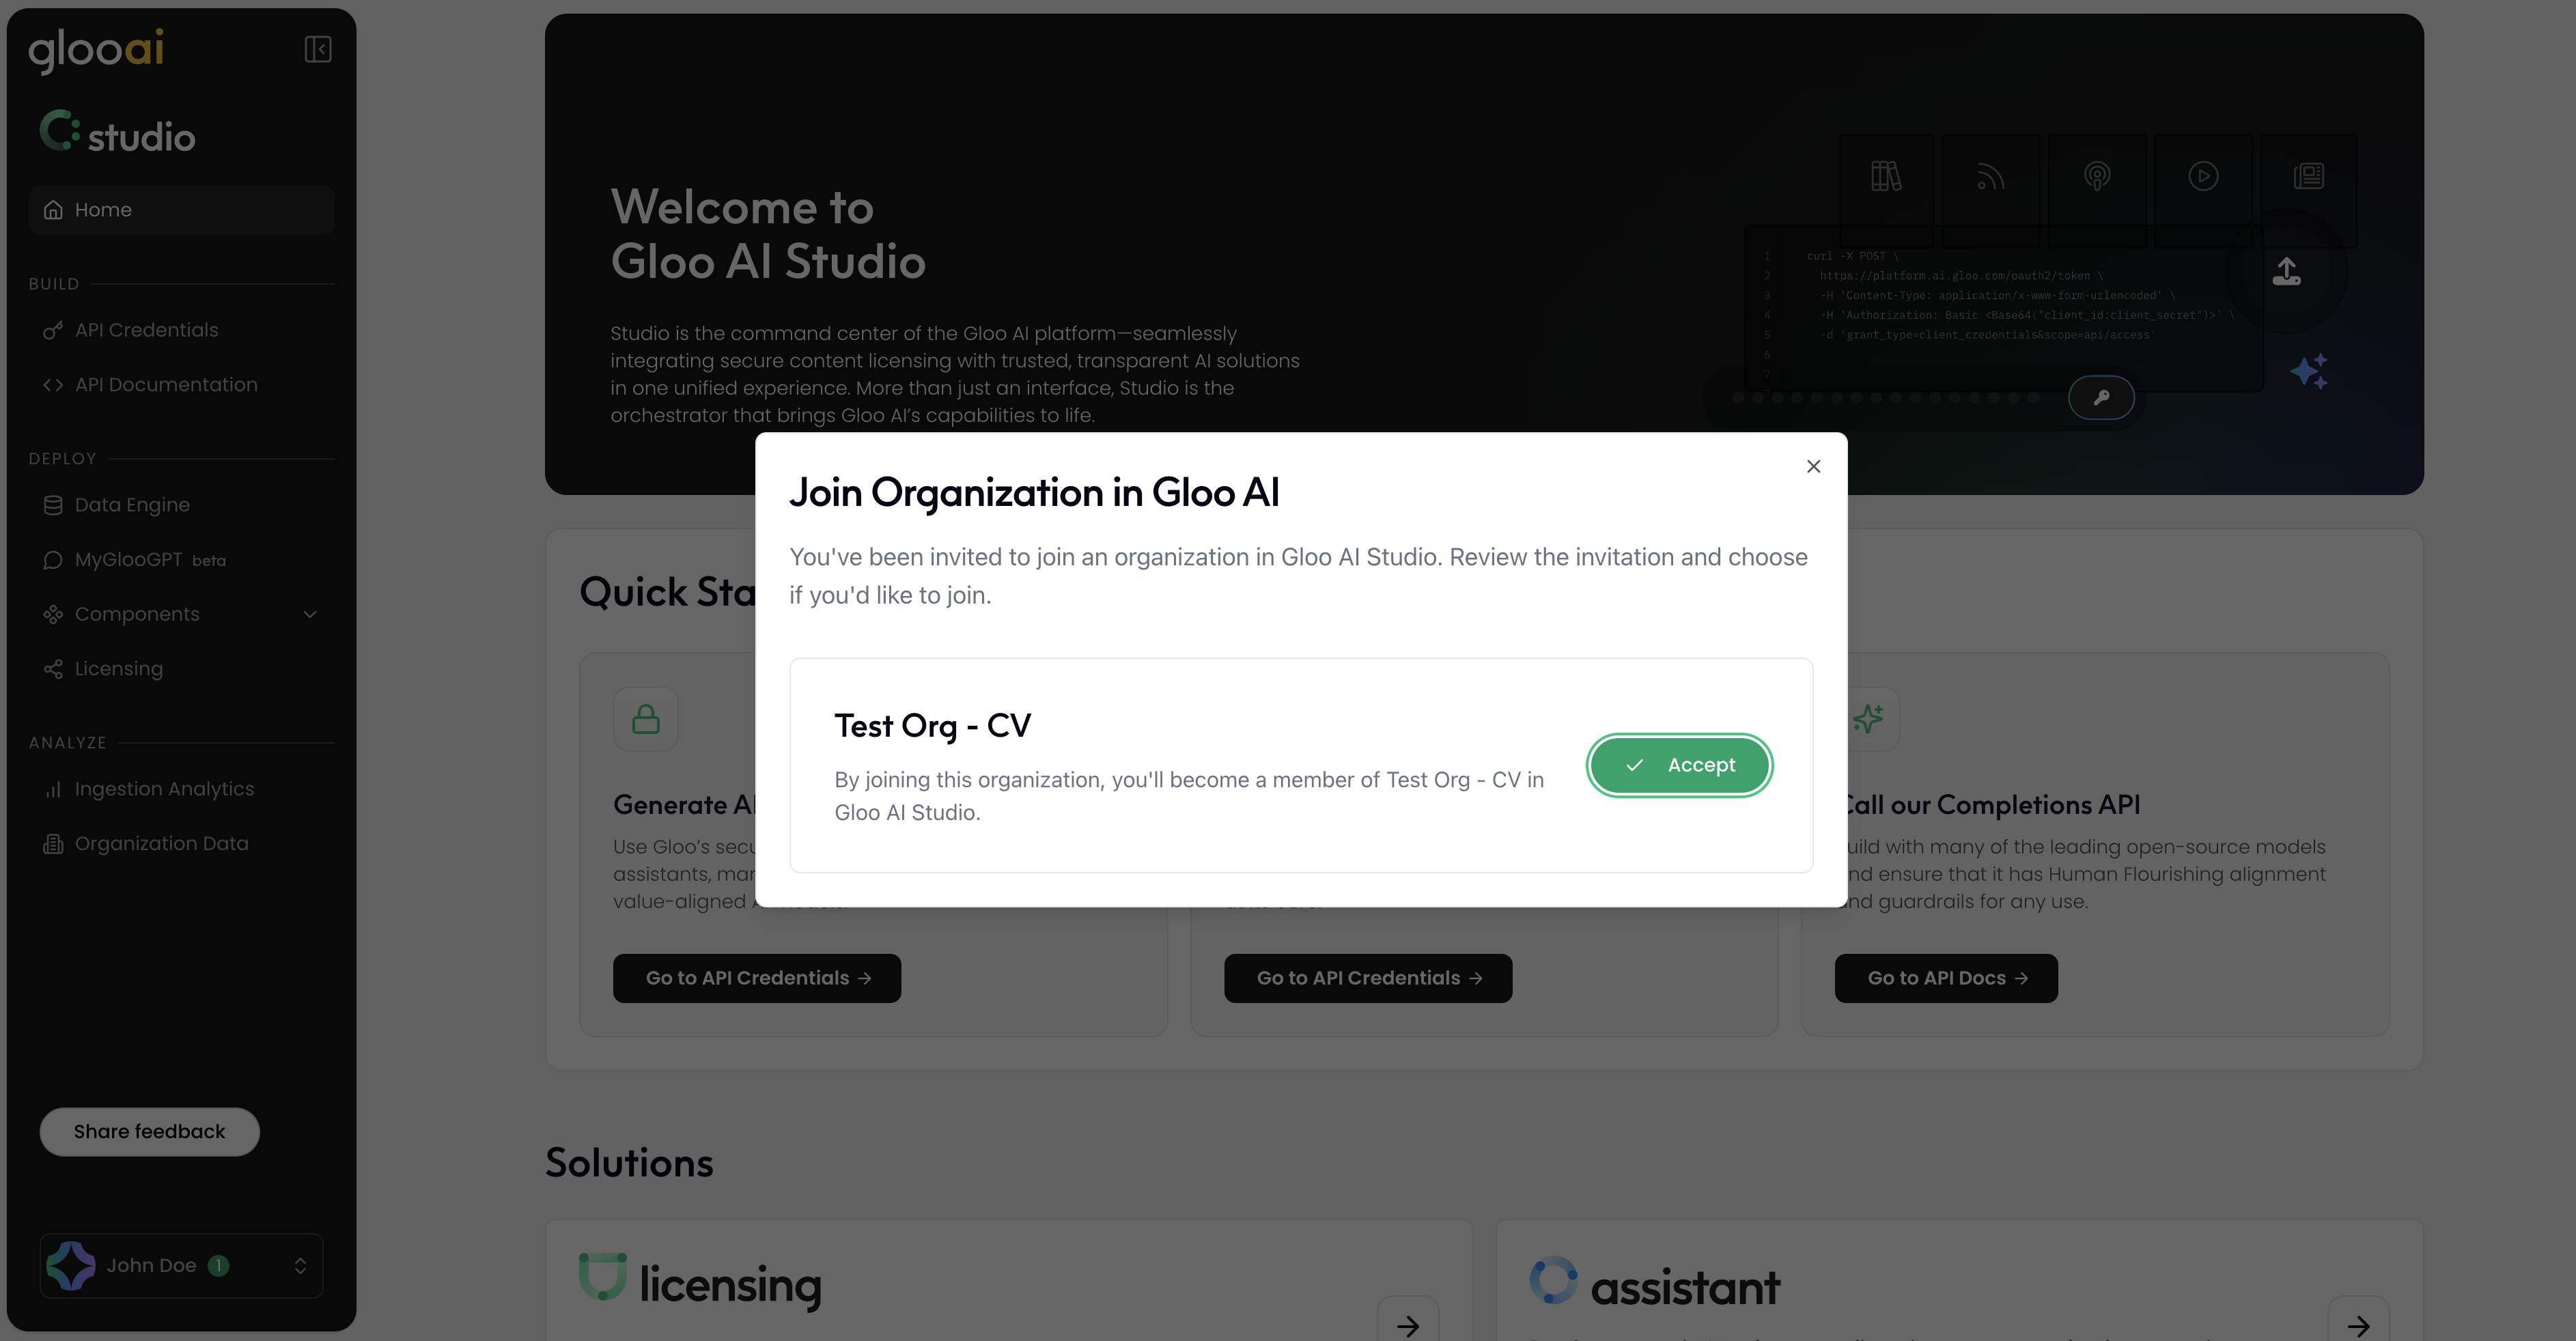 glooai
studio
Home
BUILD
API Credentials
API Documentation
DEPLOY
Data Engine
MyGlooGPT beta
Components
Licensing
ANALYZE
Ingestion Analytics
Organization Data
Share feedback
John Doe 1
Welcome to
Gloo AI Studio
Studio is the command center of the Gloo AI platform—seamlessly
integrating secure content licensing with trusted, transparent AI solutions
in one unified experience. More than just an interface, Studio is the
orchestrator that brings Gloo AI's capabilities to life.
1 curl -X POST \
2 https://platform.ai.gloo.com/oauth2/token \
3 -H 'Content-Type: application/x-www-form-urlencoded' \
4 -H 'Authorization: Basic <Base64("client_id:client_secret")>' \
5 -d 'grant_type=client_credentials&scope=api/access'
6
7
Join Organization in Gloo AI
You've been invited to join an organization in Gloo AI Studio. Review the invitation and choose
if you'd like to join.
Test Org - CV
By joining this organization, you'll become a member of Test Org - CV in
Gloo AI Studio.
Accept
Quick Sta
Generate A
Use Gloo's secu
assistants, mar
value-aligned
Go to API Credentials →
Go to API Credentials →
Call our Completions API
uild with many of the leading open-source models
nd ensure that it has Human Flourishing alignment
nd guardrails for any use.
Go to API Docs →
Solutions
licensing
assistant